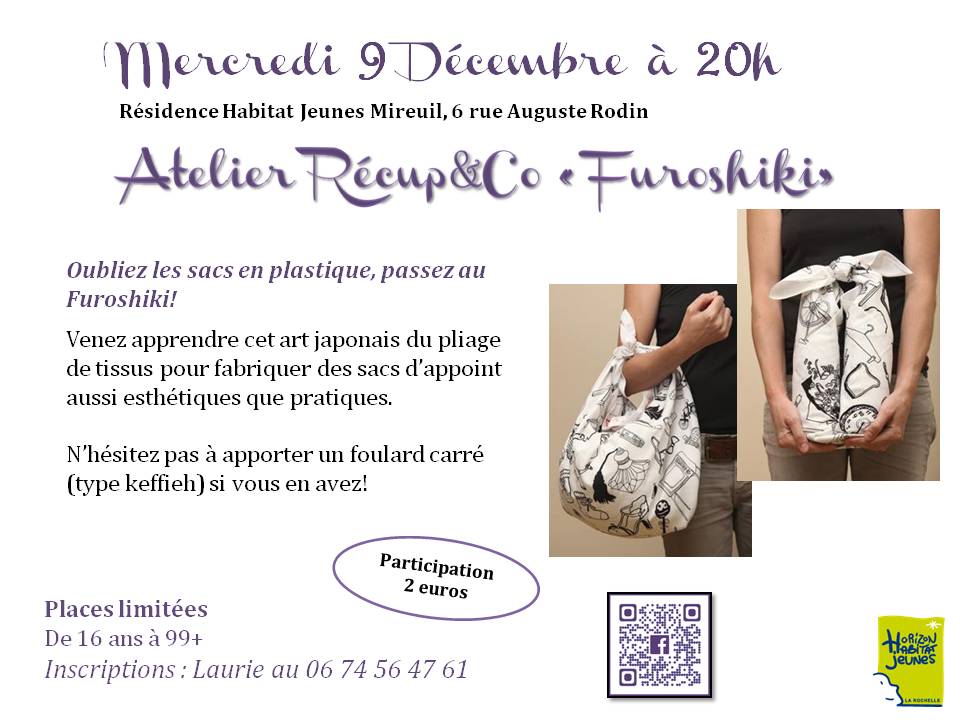 Mercredi 9 Décembre à 20h
Résidence Habitat Jeunes Mireuil, 6 rue Auguste Rodin
Atelier Récup&Co « Furoshiki»
Oubliez les sacs en plastique, passez au
Furoshiki!
Venez apprendre cet art japonais du pliage
de tissus pour fabriquer des sacs d'appoint
aussi esthétiques que pratiques.
N'hésitez pas à apporter un foulard carré
(type keffieh) si vous en avez!
Participation
2 euros
Places limitées
De 16 ans à 99+
Inscriptions : Laurie au 06 74 56 47 61
f
HORIZON
HABITAT
JEUNES
LA ROCHELLE